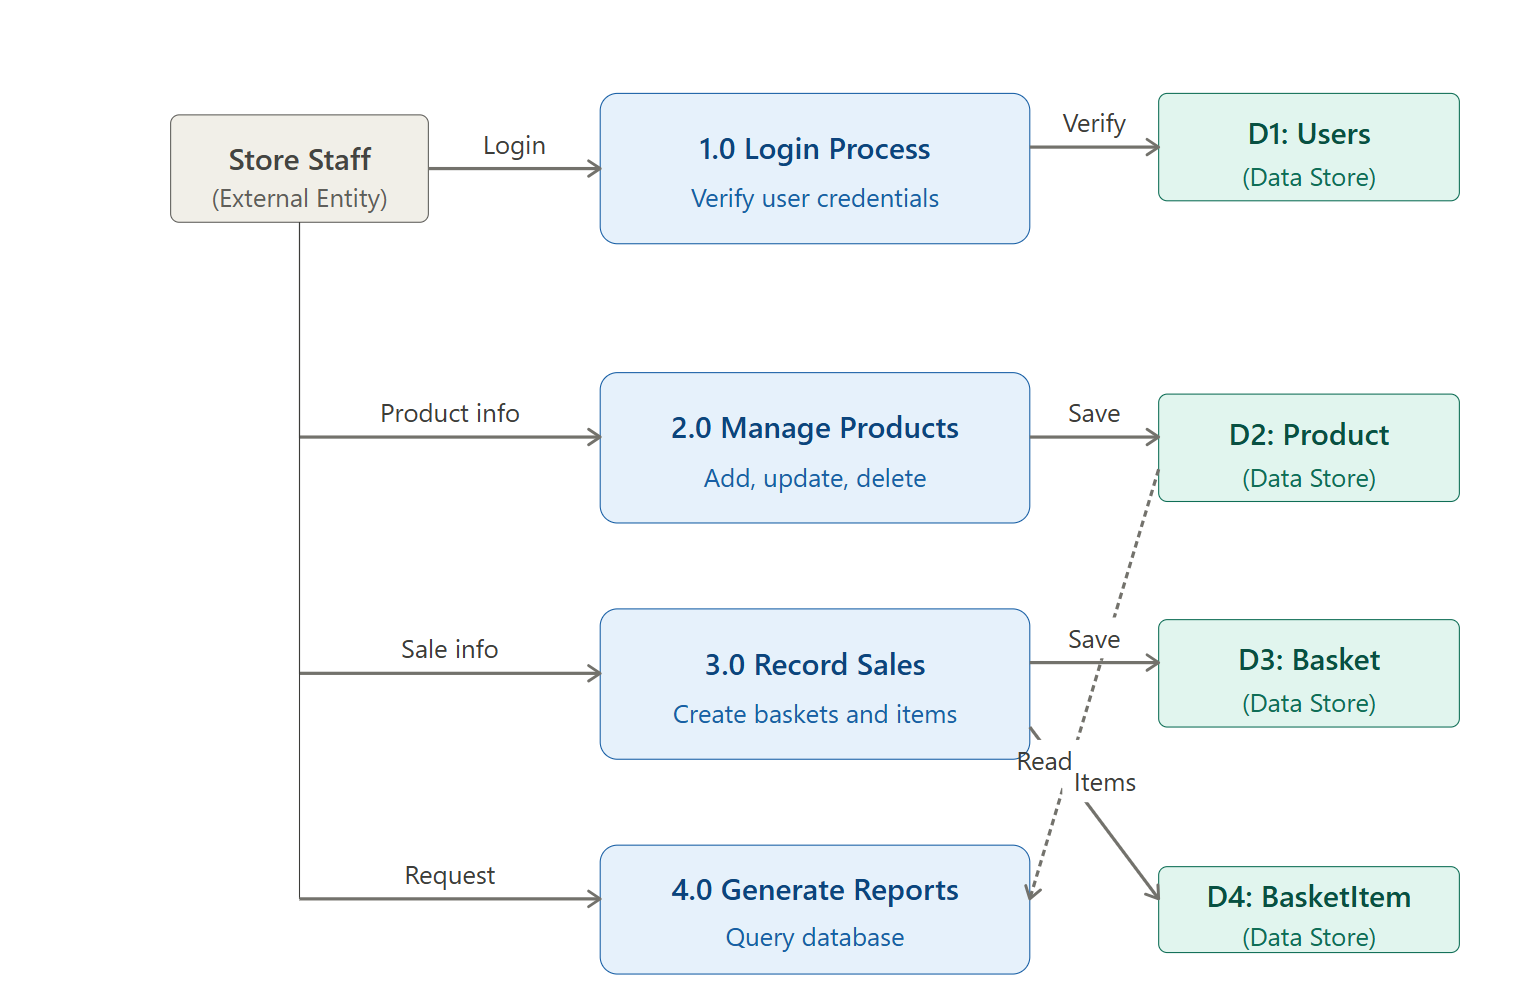 Store Staff
(External Entity)
Login
1.0 Login Process
Verify user credentials
Verify
D1: Users
(Data Store)
Product info
2.0 Manage Products
Add, update, delete
Save
D2: Product
(Data Store)
Sale info
3.0 Record Sales
Create baskets and items
Save
D3: Basket
(Data Store)
Read
Items
Request
4.0 Generate Reports
Query database
D4: BasketItem
(Data Store)